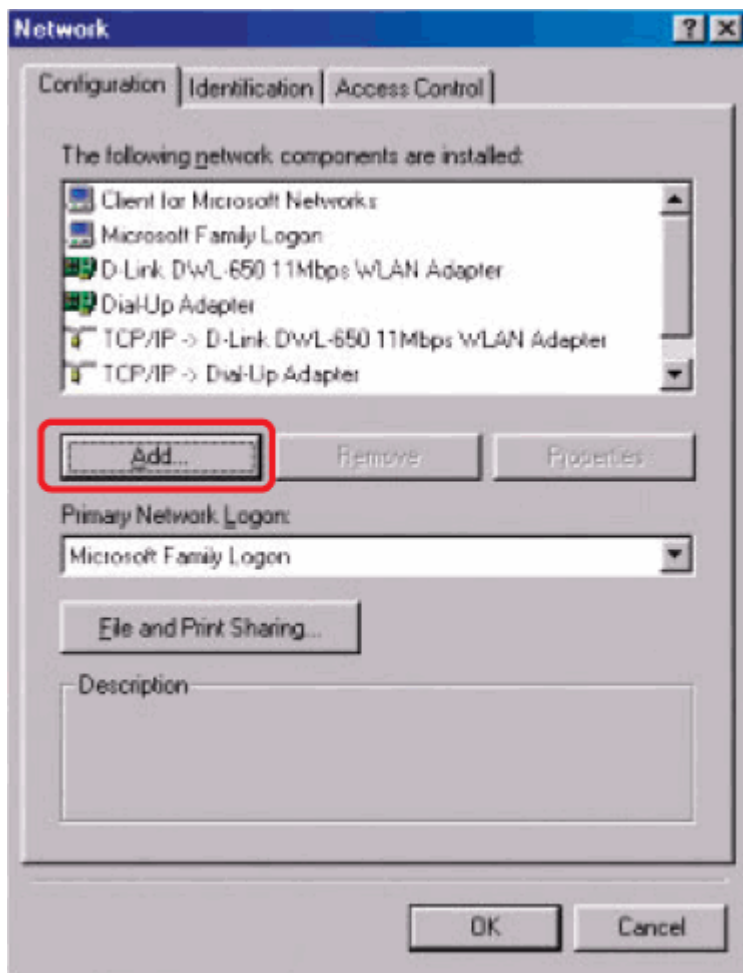 Network
Configuration Identification Access Control
The following network components are installed:
Client for Microsoft Networks
Microsoft Family Logon
D-Link DWL-650 11Mbps WLAN Adapter
Dial-Up Adapter
TCP/IP -> D-Link DWL-650 11Mbps WLAN Adapter
TCP/IP -> Dial-Up Adapter
Add... Remove Properties
Primary Network Logon:
Microsoft Family Logon
File and Print Sharing...
Description
OK Cancel